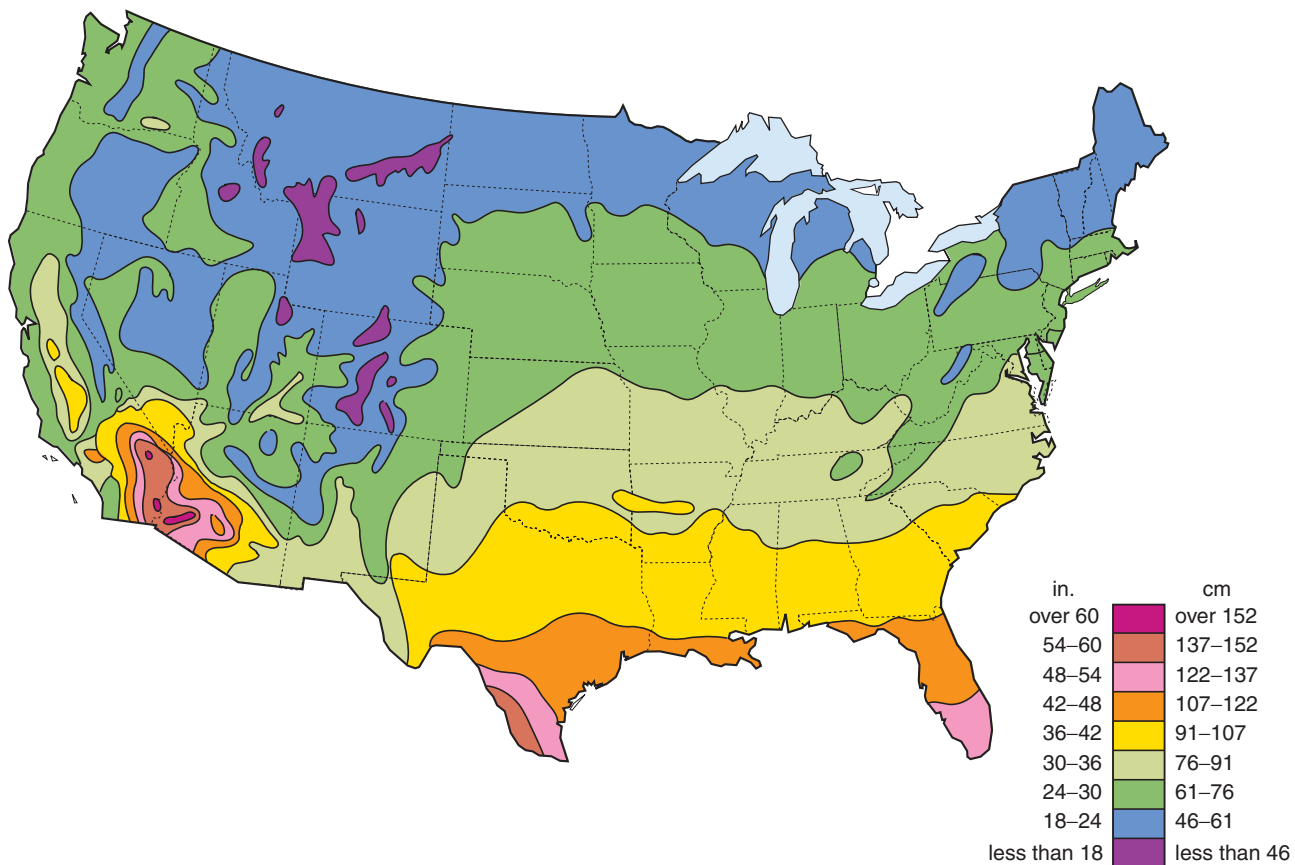 in. cm
over 60 over 152
54–60 137–152
48–54 122–137
42–48 107–122
36–42 91–107
30–36 76–91
24–30 61–76
18–24 46–61
less than 18 less than 46